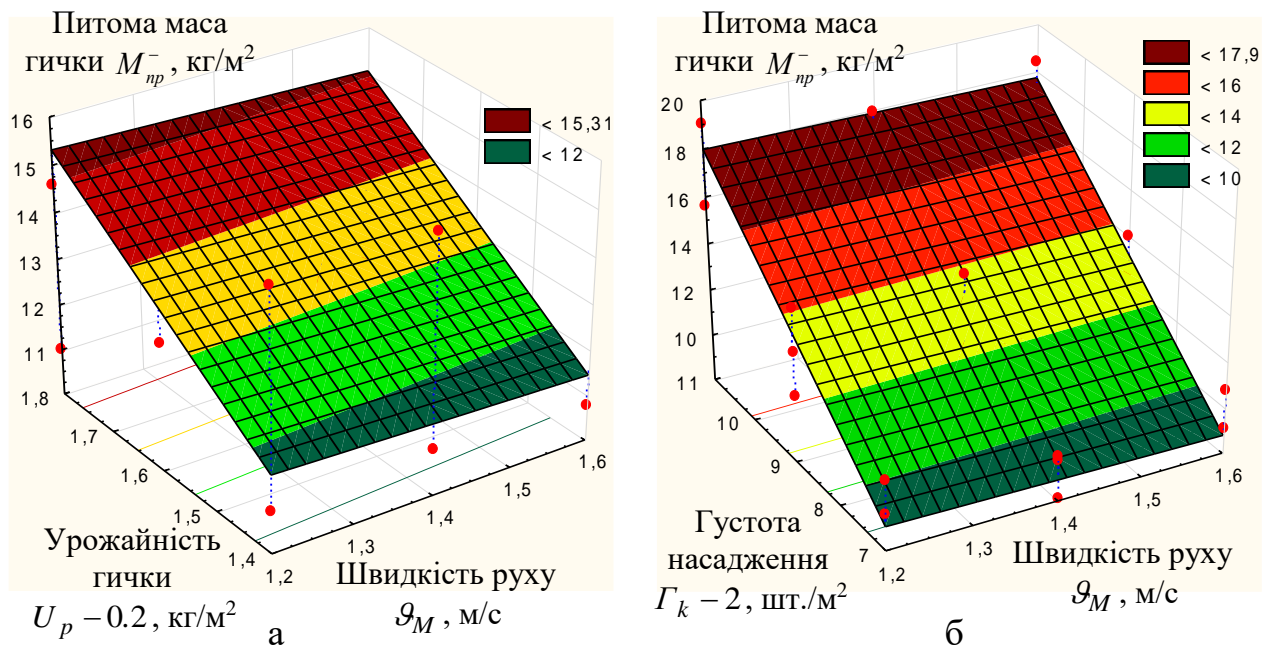 Питома маса
гички M⁻пр , кг/м²
16
15
14
13
12
11
1,8
1,7
1,6
1,5
1,4
1,2
1,3
1,4
1,5
1,6
< 15,31
< 12
Урожайність
гички
U_p − 0.2 , кг/м²
Швидкість руху
ϑ_M , м/с
а
Питома маса
гички M⁻пр , кг/м²
20
18
16
14
12
10
11
10
9
8
7
1,2
1,3
1,4
1,5
1,6
< 17,9
< 16
< 14
< 12
< 10
Густота
насадження
Г_k − 2, шт./м²
Швидкість руху
ϑ_M , м/с
б